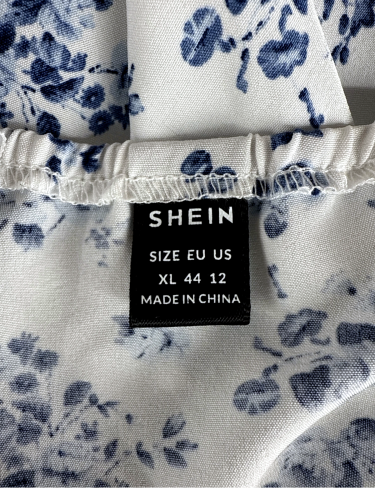 SHEIN
SIZE EU US
XL 44 12
MADE IN CHINA